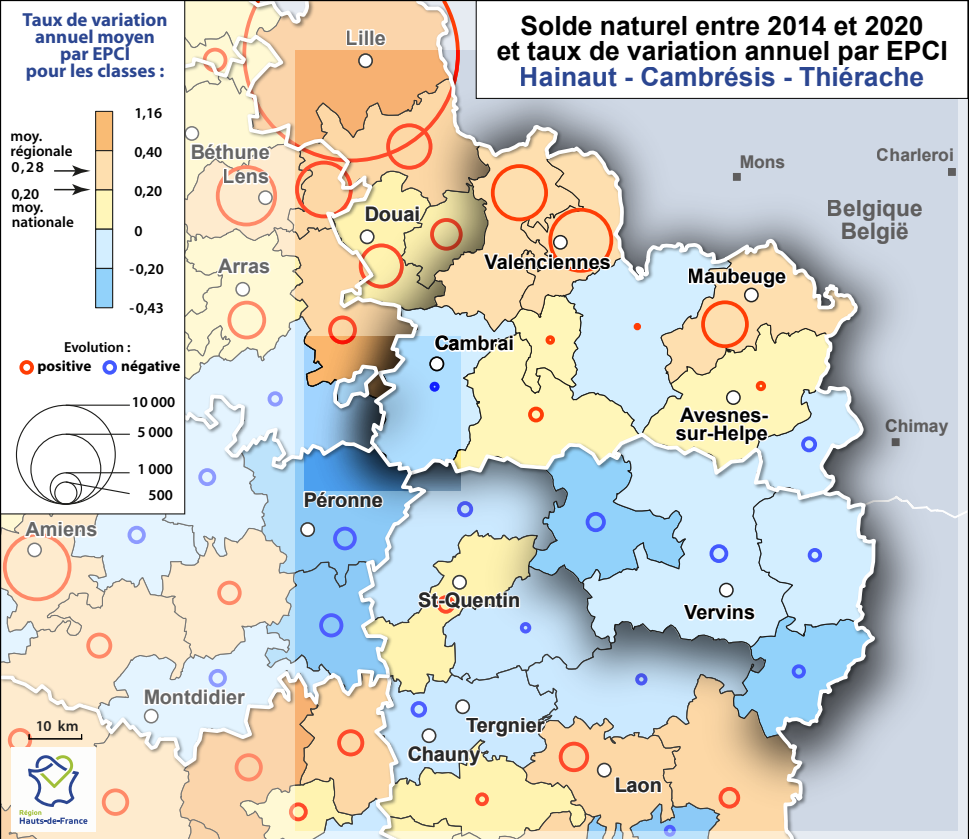 Solde naturel entre 2014 et 2020
et taux de variation annuel par EPCI
Hainaut - Cambrésis - Thiérache
Taux de variation
annuel moyen
par EPCI
pour les classes :
1,16
0,40
0,20
0
-0,20
-0,43
moy.
régionale
0,28
0,20
moy.
nationale
Evolution :
positive
négative
10 000
5 000
1 000
500
Lille
Béthune
Lens
Douai
Arras
Valenciennes
Mons
Charleroi
Belgique
België
Maubeuge
Cambrai
Avesnes-
sur-Helpe
Chimay
Péronne
Amiens
St-Quentin
Vervins
Montdidier
Tergnier
Chauny
Laon
10 km
Région
Hauts-de-France